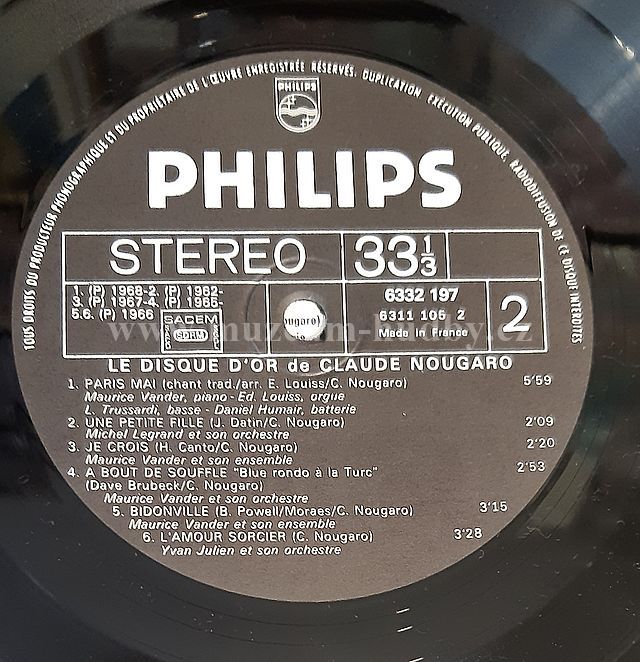 TOUS DROITS DU PRODUCTEUR PHONOGRAPHIQUE ET DU PROPRIÉTAIRE DE L'ŒUVRE ENREGISTRÉE RÉSERVÉS. DUPLICATION EXÉCUTION PUBLIQUE, RADIODIFFUSION DE CE DISQUE INTERDITES
PHILIPS
PHILIPS
STEREO 33 1/3
1. (P) 1968-2. (P) 1962-
3. (P) 1967-4. (P) 1965-
5.6. (P) 1966
SACEM
SDRM
6332 197
6311 105 2
Made in France
2
LE DISQUE D'OR de CLAUDE NOUGARO
1. PARIS MAI (chant trad./arr. E. Louiss/C. Nougaro) 5'59
Maurice Vander, piano - Ed. Louiss, orgue
L. Trussardi, basse - Daniel Humair, batterie
2. UNE PETITE FILLE (J. Datin/C. Nougaro) 2'09
Michel Legrand et son orchestre
3. JE CROIS (H. Canto/C. Nougaro) 2'20
Maurice Vander et son ensemble
4. A BOUT DE SOUFFLE "Blue rondo à la Turc" 2'53
(Dave Brubeck/C. Nougaro)
Maurice Vander et son orchestre
5. BIDONVILLE (B. Powell/Moraes/C. Nougaro) 3'15
Maurice Vander et son ensemble
6. L'AMOUR SORCIER (C. Nougaro) 3'28
Yvan Julien et son orchestre